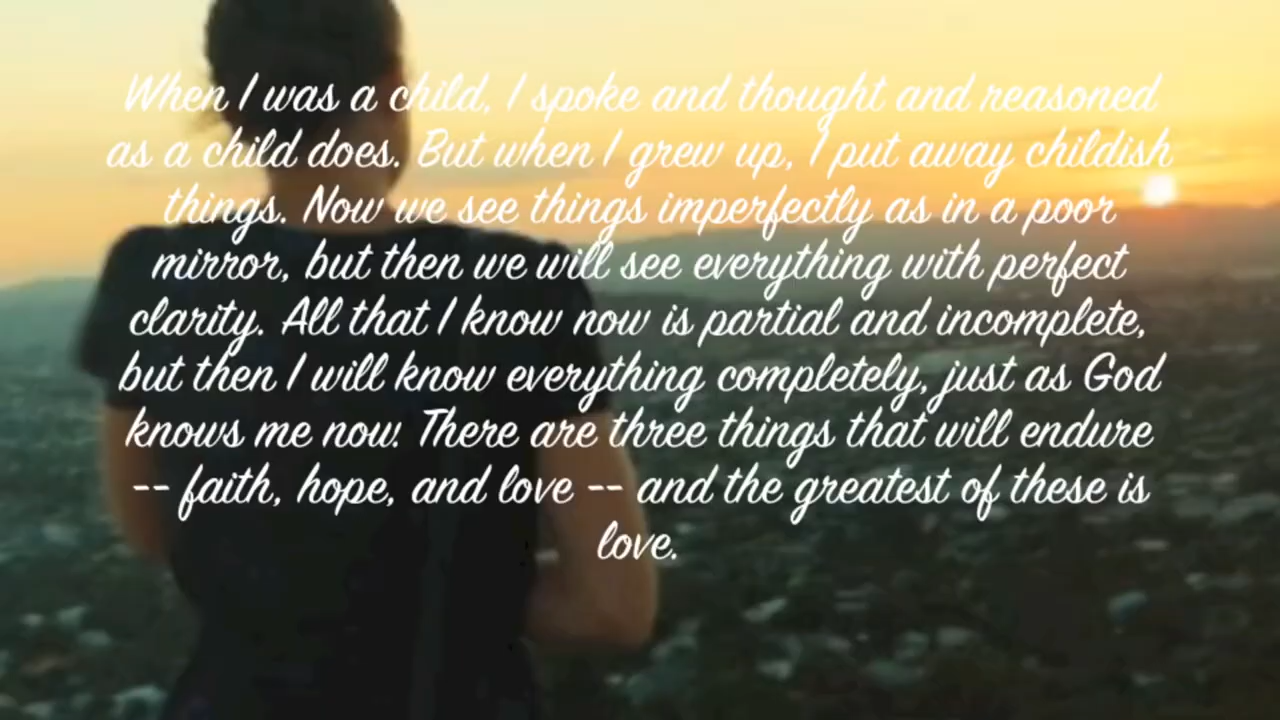 When I was a child, I spoke and thought and reasoned
as a child does. But when I grew up, I put away childish
things. Now we see things imperfectly as in a poor
mirror, but then we will see everything with perfect
clarity. All that I know now is partial and incomplete,
but then I will know everything completely, just as God
knows me now. There are three things that will endure
-- faith, hope, and love -- and the greatest of these is
love.